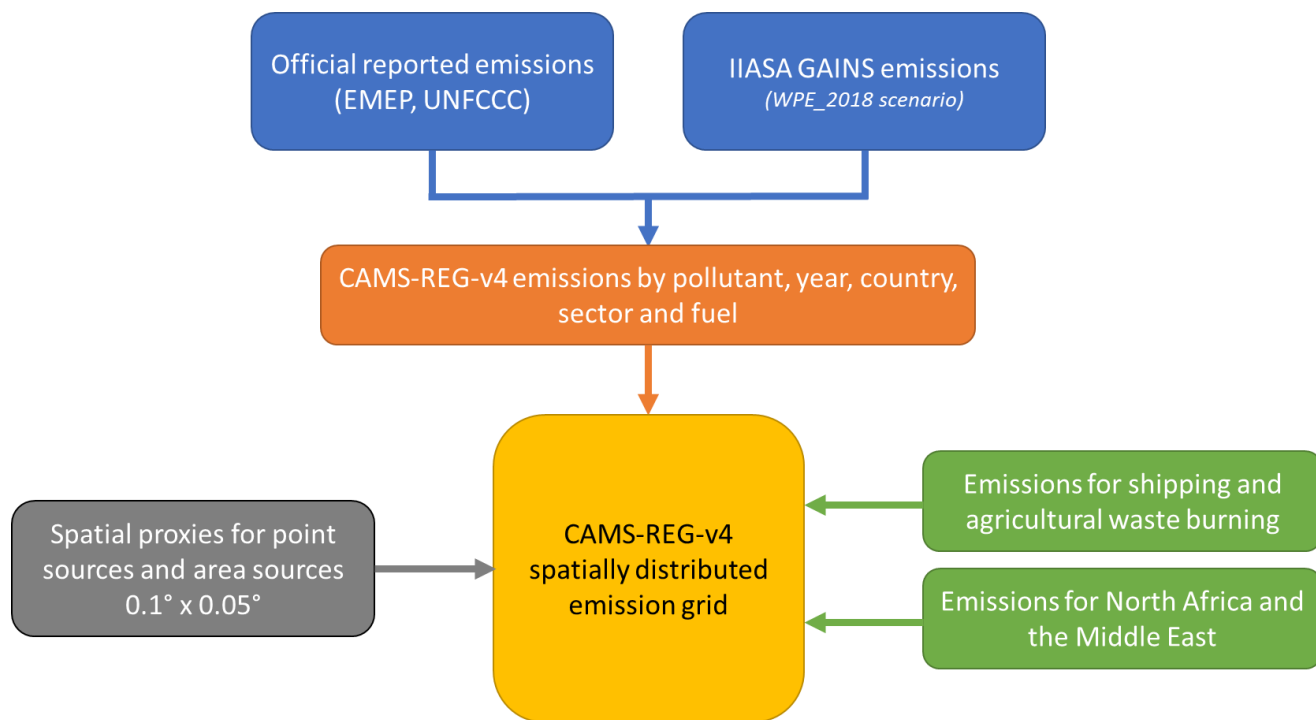 Official reported emissions
(EMEP, UNFCCC)
IIASA GAINS emissions
(WPE_2018 scenario)
CAMS-REG-v4 emissions by pollutant, year, country,
sector and fuel
Spatial proxies for point
sources and area sources
0.1° x 0.05°
CAMS-REG-v4
spatially distributed
emission grid
Emissions for shipping and
agricultural waste burning
Emissions for North Africa and
the Middle East